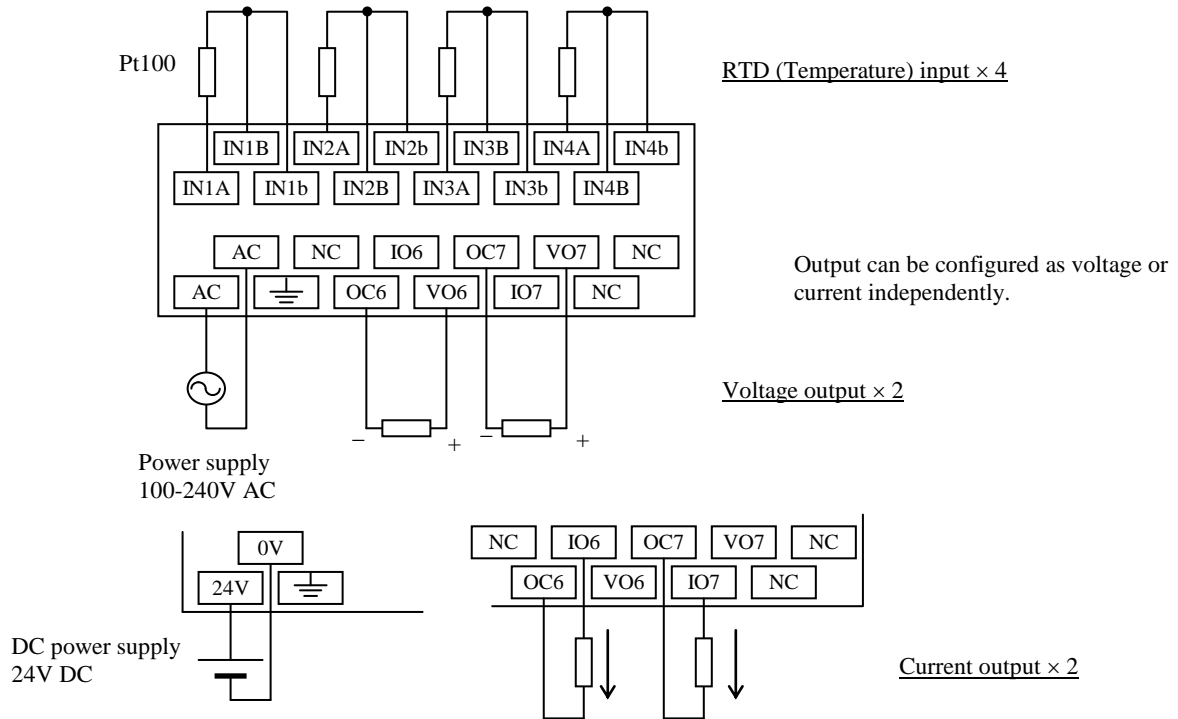 Pt100
RTD (Temperature) input × 4
IN1B IN2A IN2b IN3B IN4A IN4b
IN1A IN1b IN2B IN3A IN3b IN4B
AC NC IO6 OC7 VO7 NC
AC OC6 VO6 IO7 NC
Output can be configured as voltage or
current independently.
Voltage output × 2
− + − +
Power supply
100-240V AC
0V
24V
DC power supply
24V DC
NC IO6 OC7 VO7 NC
OC6 VO6 IO7 NC
Current output × 2